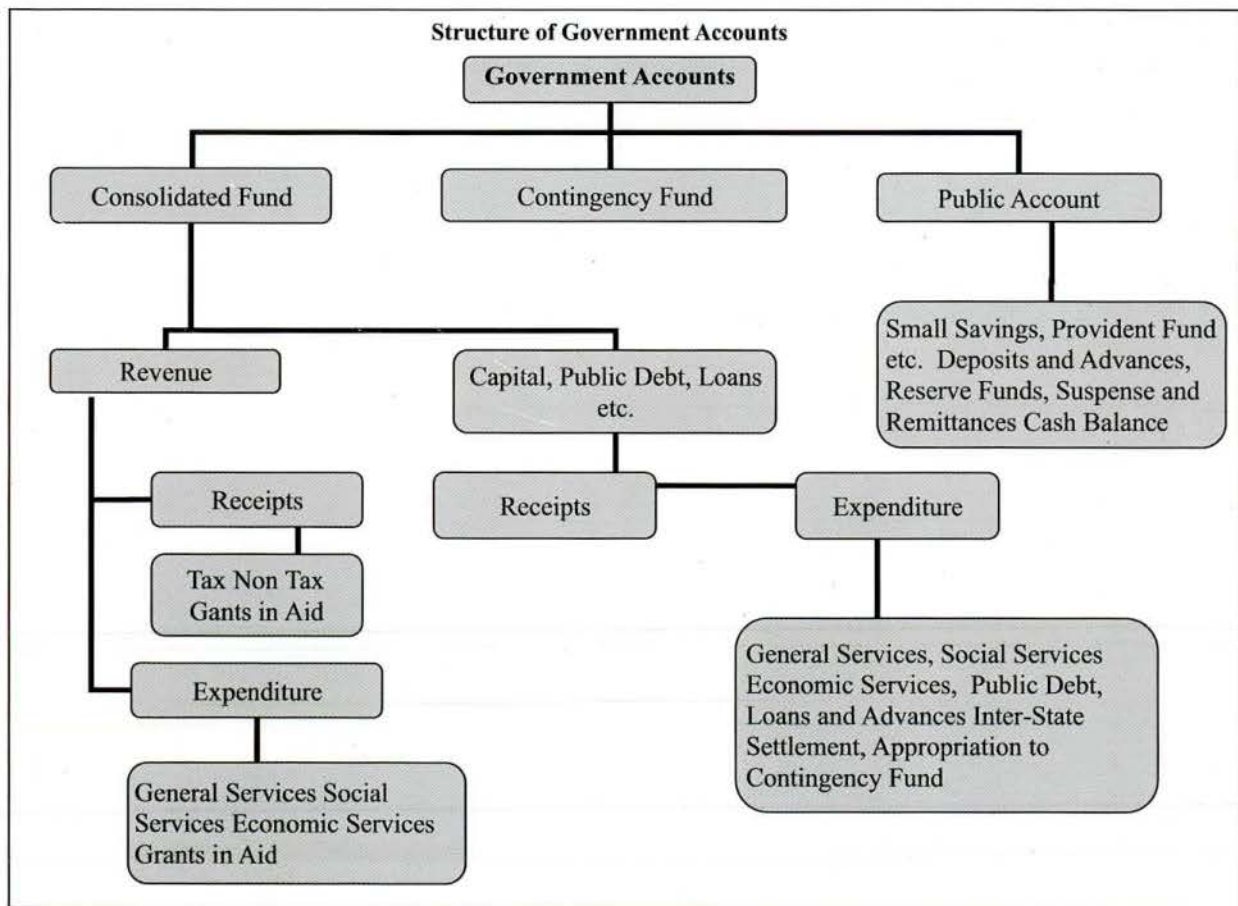 Structure of Government Accounts
Government Accounts
Consolidated Fund
Contingency Fund
Public Account
Small Savings, Provident Fund
etc. Deposits and Advances,
Reserve Funds, Suspense and
Remittances Cash Balance
Revenue
Capital, Public Debt, Loans
etc.
Receipts
Tax Non Tax
Gants in Aid
Expenditure
General Services Social
Services Economic Services
Grants in Aid
Receipts
Expenditure
General Services, Social Services
Economic Services, Public Debt,
Loans and Advances Inter-State
Settlement, Appropriation to
Contingency Fund